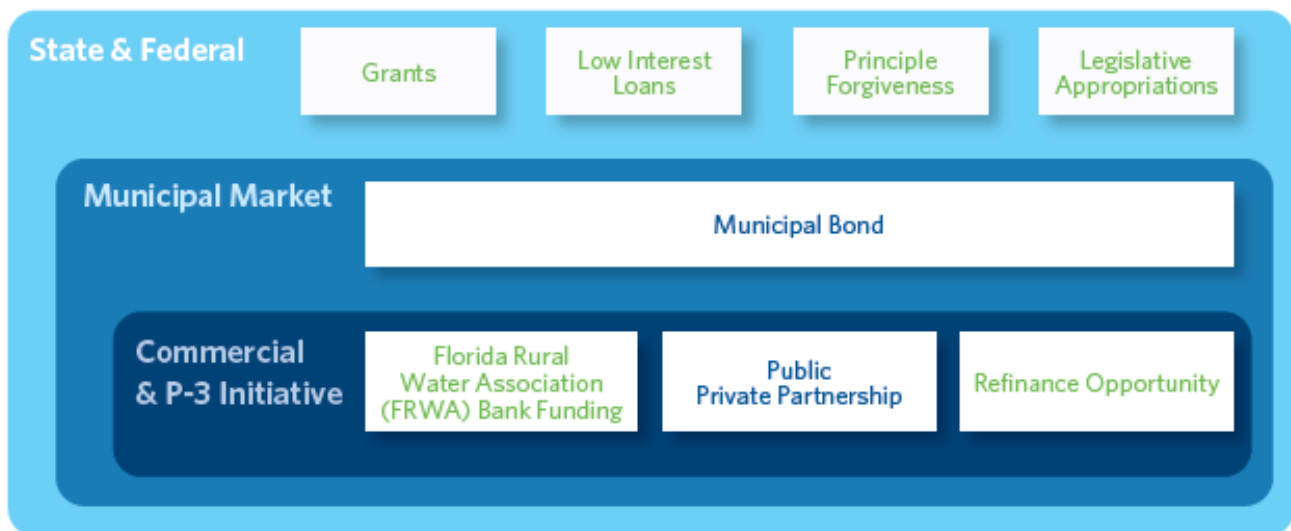 State & Federal
Grants
Low Interest
Loans
Principle
Forgiveness
Legislative
Appropriations
Municipal Market
Municipal Bond
Commercial
& P-3 Initiative
Florida Rural
Water Association
(FRWA) Bank Funding
Public
Private Partnership
Refinance Opportunity